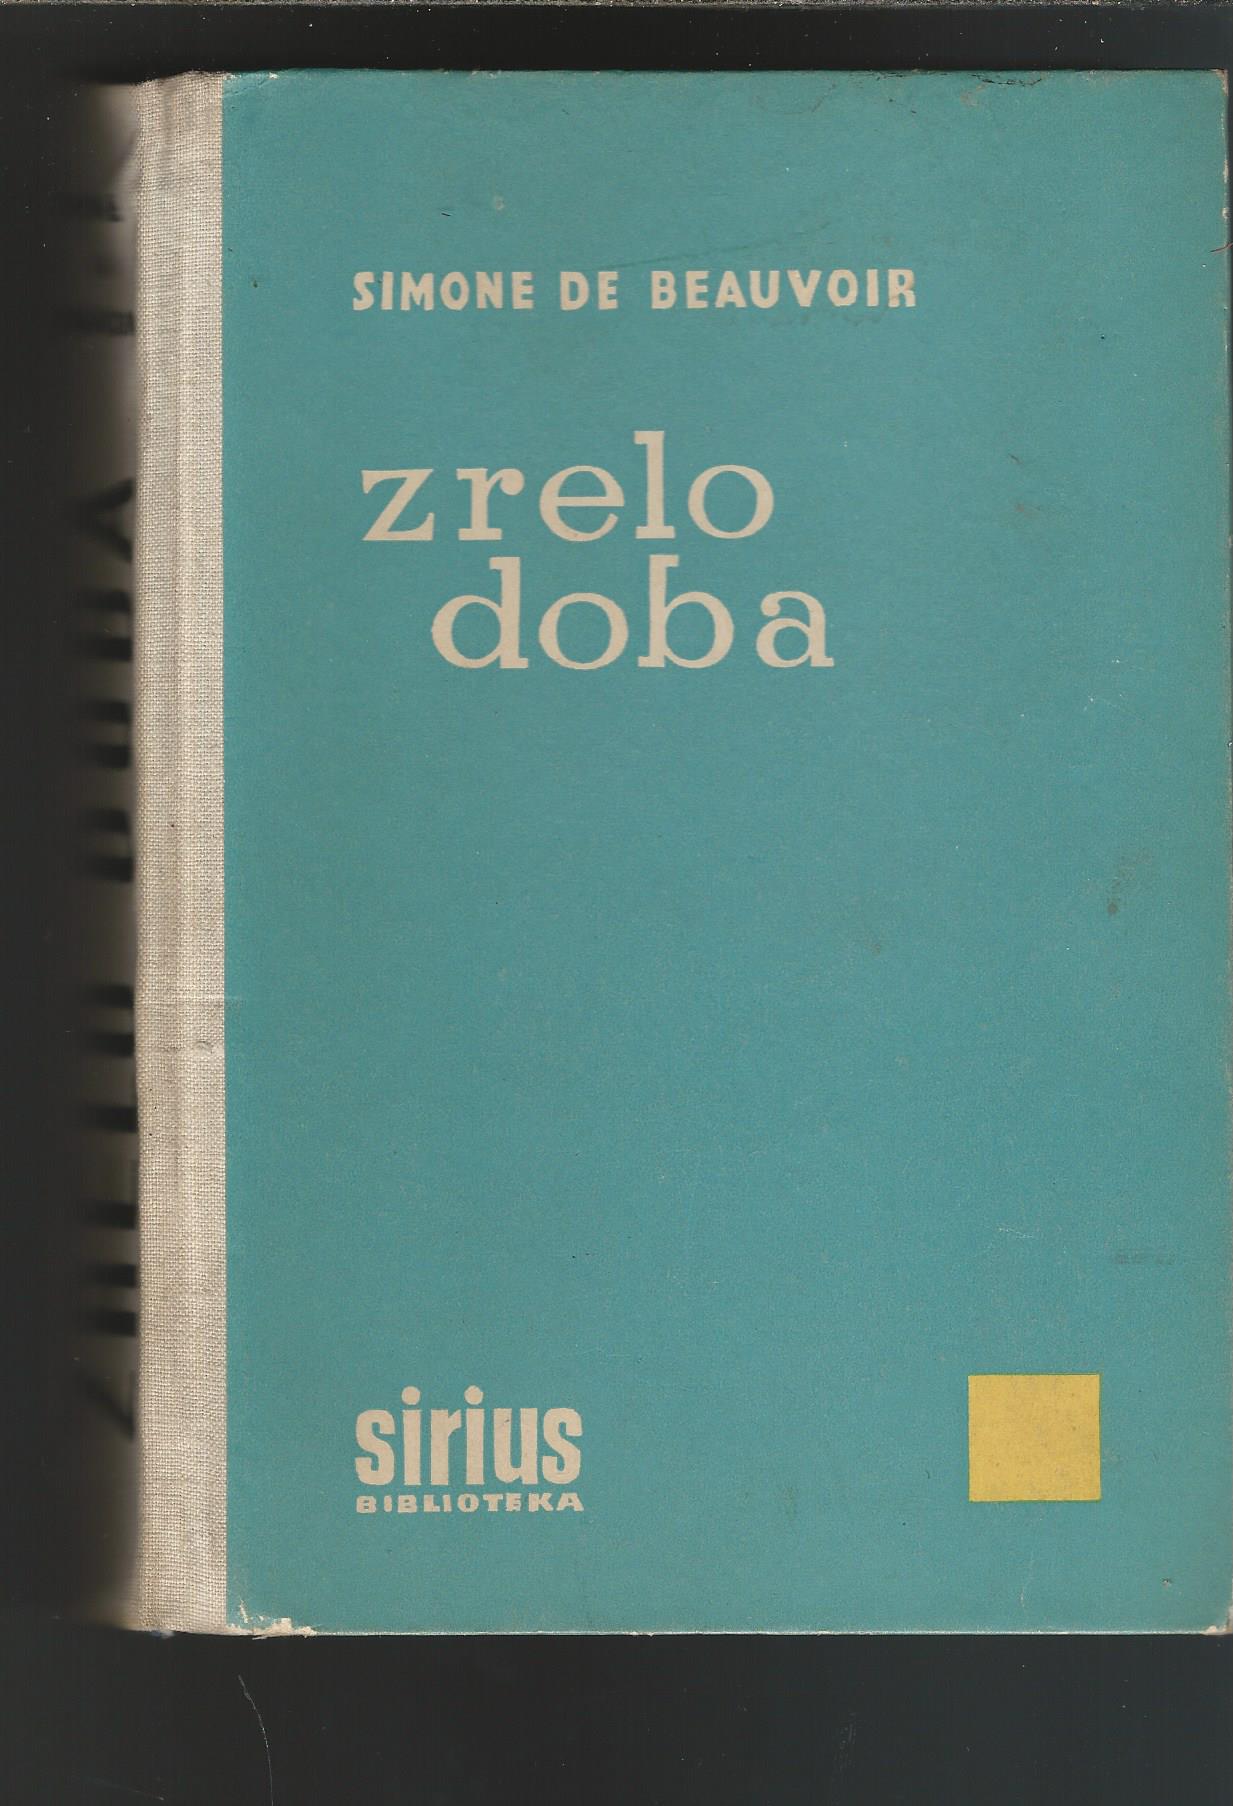 SIMONE DE BEAUVOIR
zrelo
doba
sirius
BIBLIOTEKA